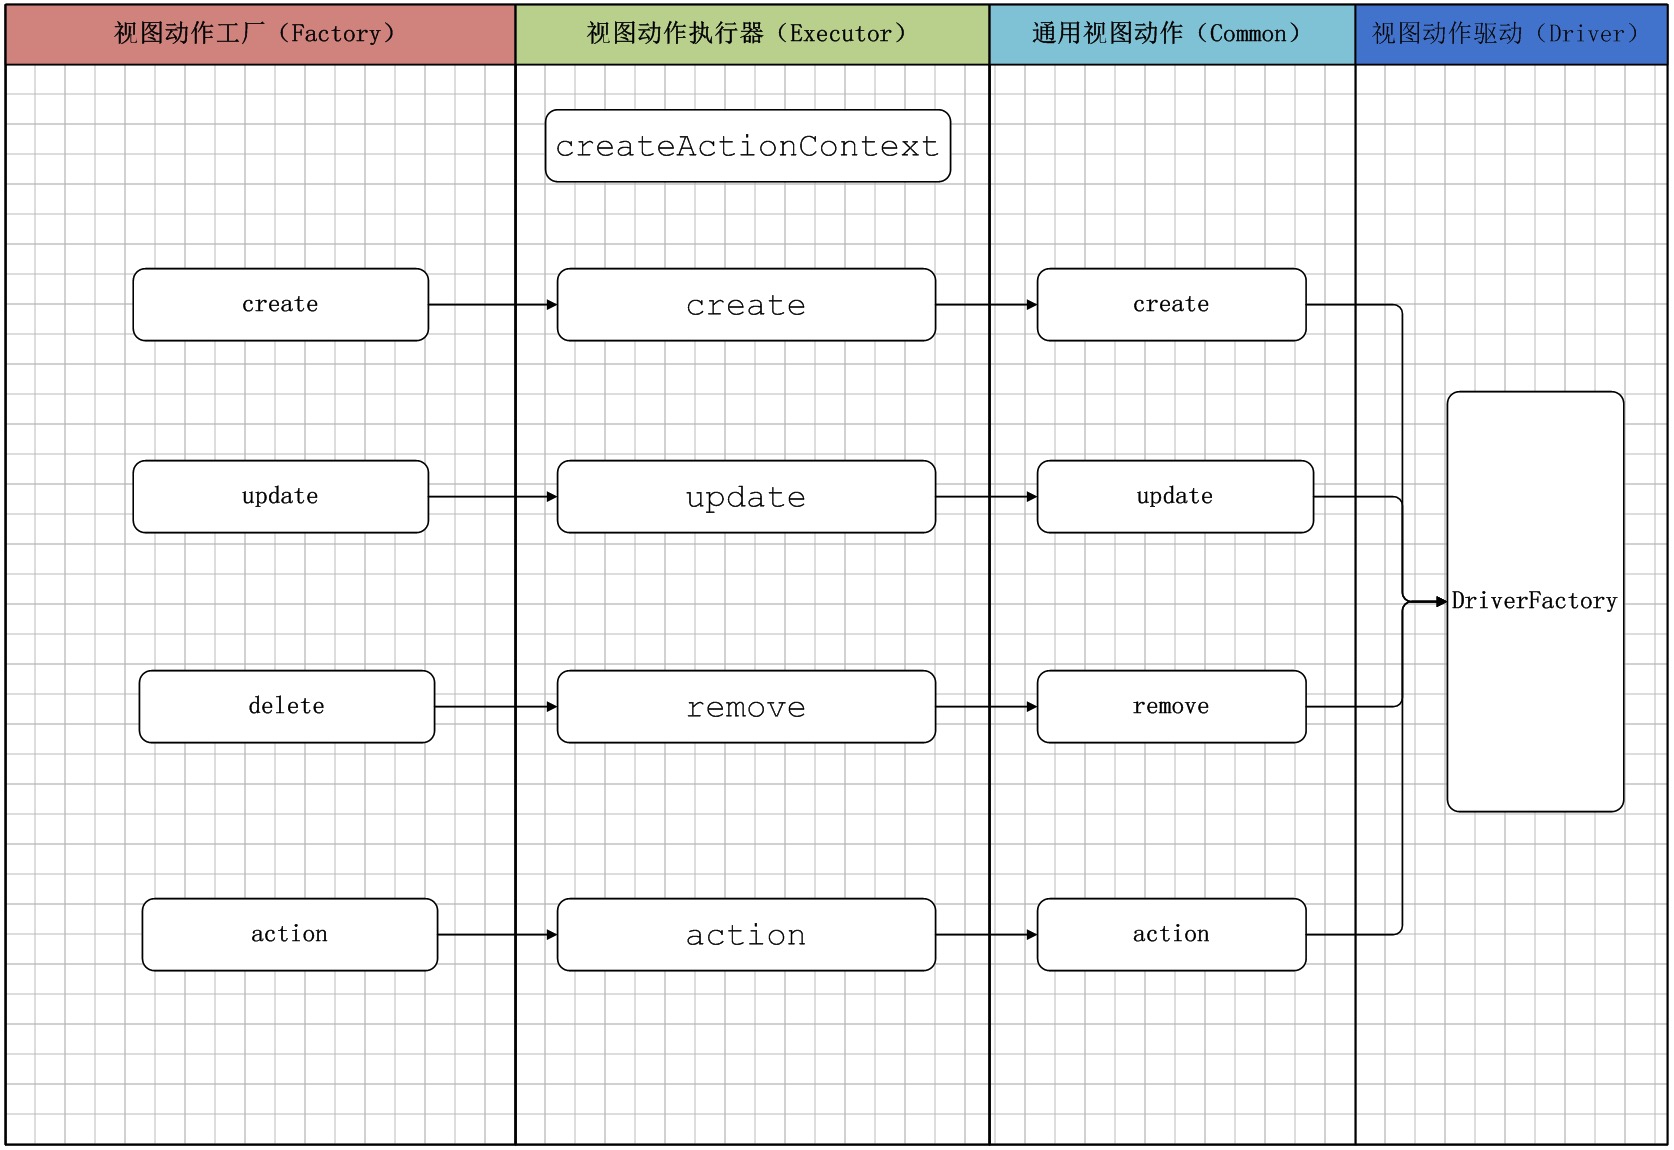 视图动作工厂（Factory）
视图动作执行器（Executor）
通用视图动作（Common）
视图动作驱动（Driver）
createActionContext
create
create
create
update
update
update
DriverFactory
delete
remove
remove
action
action
action